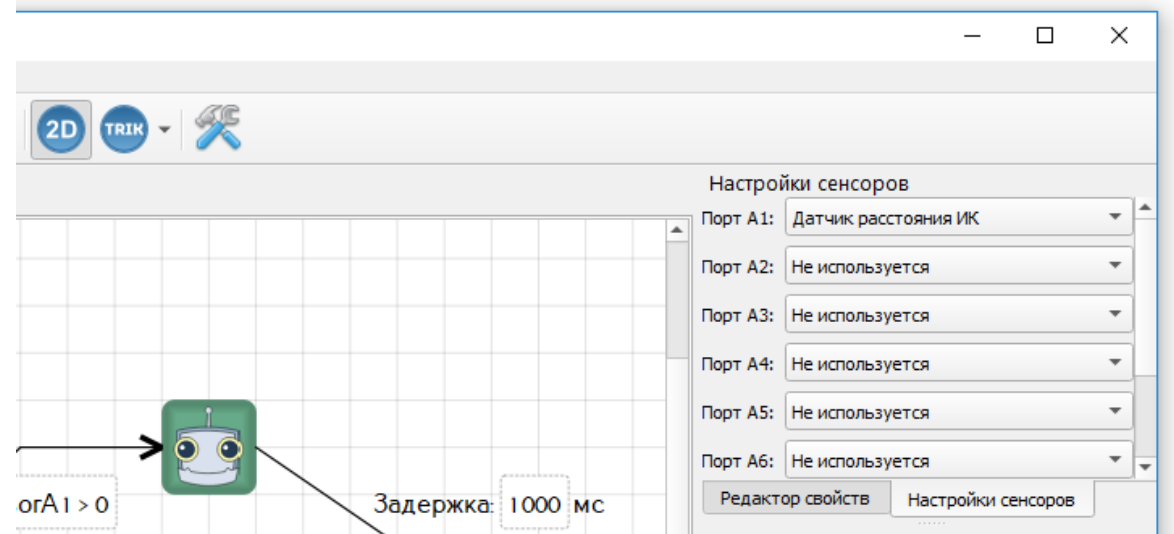 2D
TRIK
Настройки сенсоров
Порт A1: Датчик расстояния ИК
Порт A2: Не используется
Порт A3: Не используется
Порт A4: Не используется
Порт A5: Не используется
Порт A6: Не используется
Редактор свойств
Настройки сенсоров
orA1 > 0
Задержка: 1000 мс